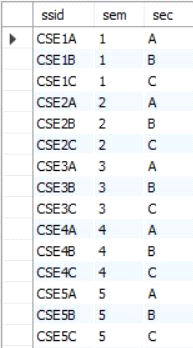 ssid sem sec
CSE1A 1 A
CSE1B 1 B
CSE1C 1 C
CSE2A 2 A
CSE2B 2 B
CSE2C 2 C
CSE3A 3 A
CSE3B 3 B
CSE3C 3 C
CSE4A 4 A
CSE4B 4 B
CSE4C 4 C
CSE5A 5 A
CSE5B 5 B
CSE5C 5 C